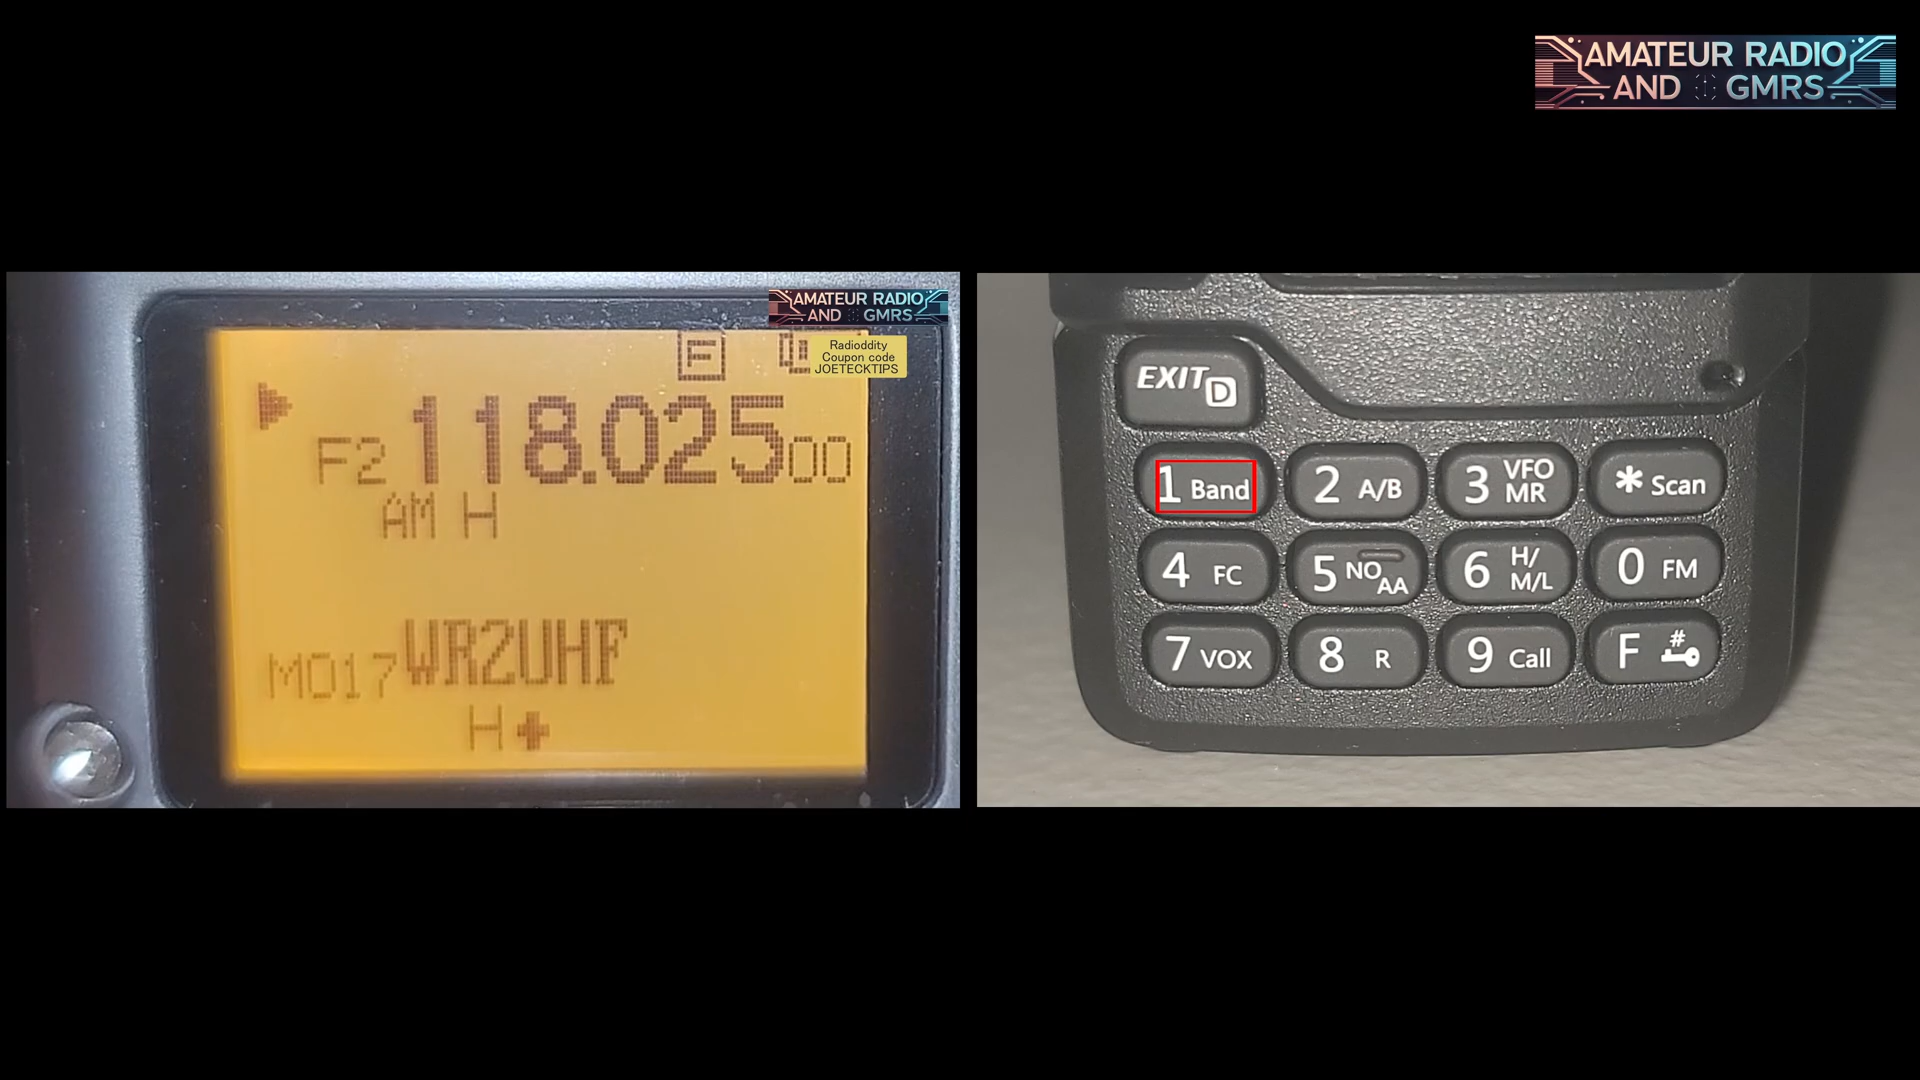 AMATEUR RADIO
AND GMRS
AMATEUR RADIO
AND GMRS
Radioddity
Coupon code
JOETECKTIPS
F
F2 118.02500
AM H
M017 WRZUHF
H
EXIT D
1 Band
2 A/B
3 VFO MR
* Scan
4 FC
5 NOAA
6 H/M/L
0 FM
7 VOX
8 R
9 Call
F #